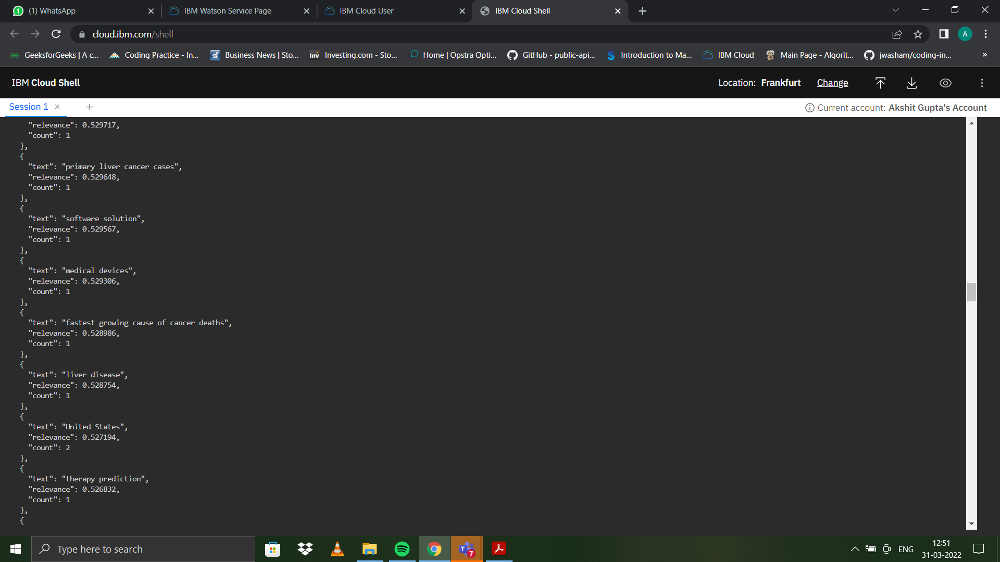 (1) WhatsApp
IBM Watson Service Page
IBM Cloud User
IBM Cloud Shell
cloud.ibm.com/shell
A
GeeksforGeeks | A c...
Coding Practice - In...
Business News | Sto...
Inv
Investing.com - Sto...
Home | Opstra Opti...
GitHub - public-api...
Introduction to Ma...
IBM Cloud
Main Page - Algorit...
jwasham/coding-in...
»
IBM Cloud Shell
Location: Frankfurt Change
Session 1
Current account: Akshit Gupta's Account
"relevance": 0.529717,
"count": 1
},
{
"text": "primary liver cancer cases",
"relevance": 0.529648,
"count": 1
},
{
"text": "software solution",
"relevance": 0.529567,
"count": 1
},
{
"text": "medical devices",
"relevance": 0.529306,
"count": 1
},
{
"text": "fastest growing cause of cancer deaths",
"relevance": 0.528986,
"count": 1
},
{
"text": "liver disease",
"relevance": 0.528754,
"count": 1
},
{
"text": "United States",
"relevance": 0.527194,
"count": 2
},
{
"text": "therapy prediction",
"relevance": 0.526832,
"count": 1
},
{
Type here to search
7
ENG
12:51
31-03-2022